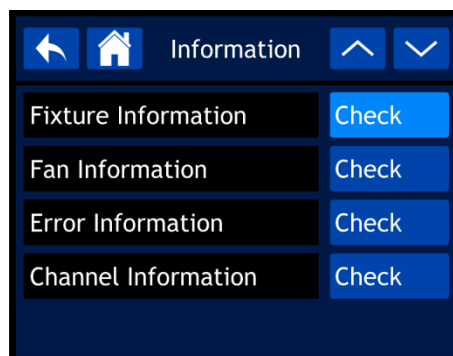 Information
Fixture Information Check
Fan Information Check
Error Information Check
Channel Information Check